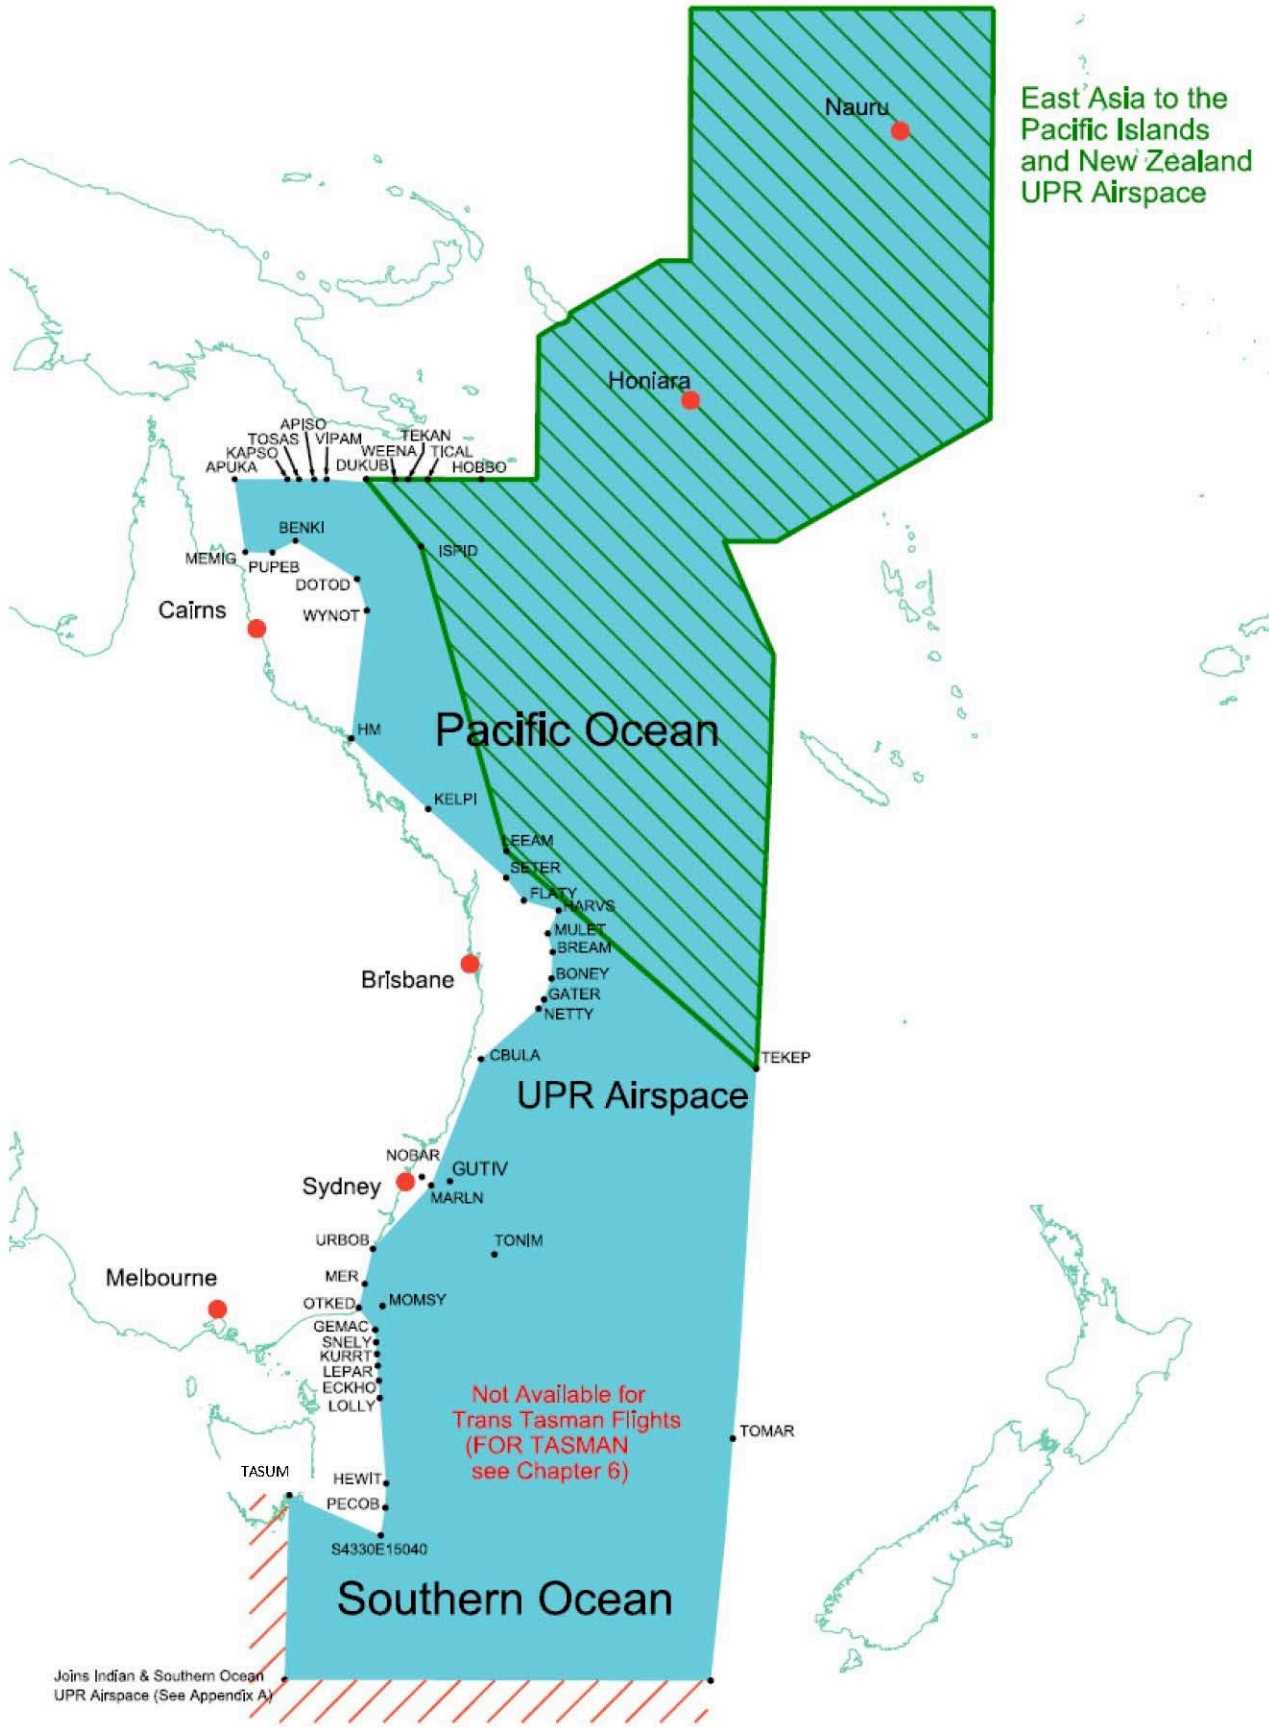 Nauru
East Asia to the
Pacific Islands
and New Zealand
UPR Airspace
Honiara
APISO
TOSAS
VIPAM
KAPSO
APUKA
TEKAN
WEENA
TICAL
DUKUB
HOBBO
BENKI
ISPID
MEMIG
PUPEB
DOTOD
Cairns
WYNOT
Pacific Ocean
HM
KELPI
LEEAM
SETER
FLATY
HARVS
MULET
BREAM
Brisbane
BONEY
GATER
NETTY
CBULA
TEKEP
UPR Airspace
NOBAR
GUTIV
Sydney
MARLN
URBOB
TONIM
Melbourne
MER
OTKED
MOMSY
GEMAC
SNELY
KURRT
LEPAR
ECKHO
LOLLY
Not Available for
Trans Tasman Flights
(FOR TASMAN
see Chapter 6)
TOMAR
TASUM
HEWIT
PECOB
S4330E15040
Southern Ocean
Joins Indian & Southern Ocean
UPR Airspace (See Appendix A)